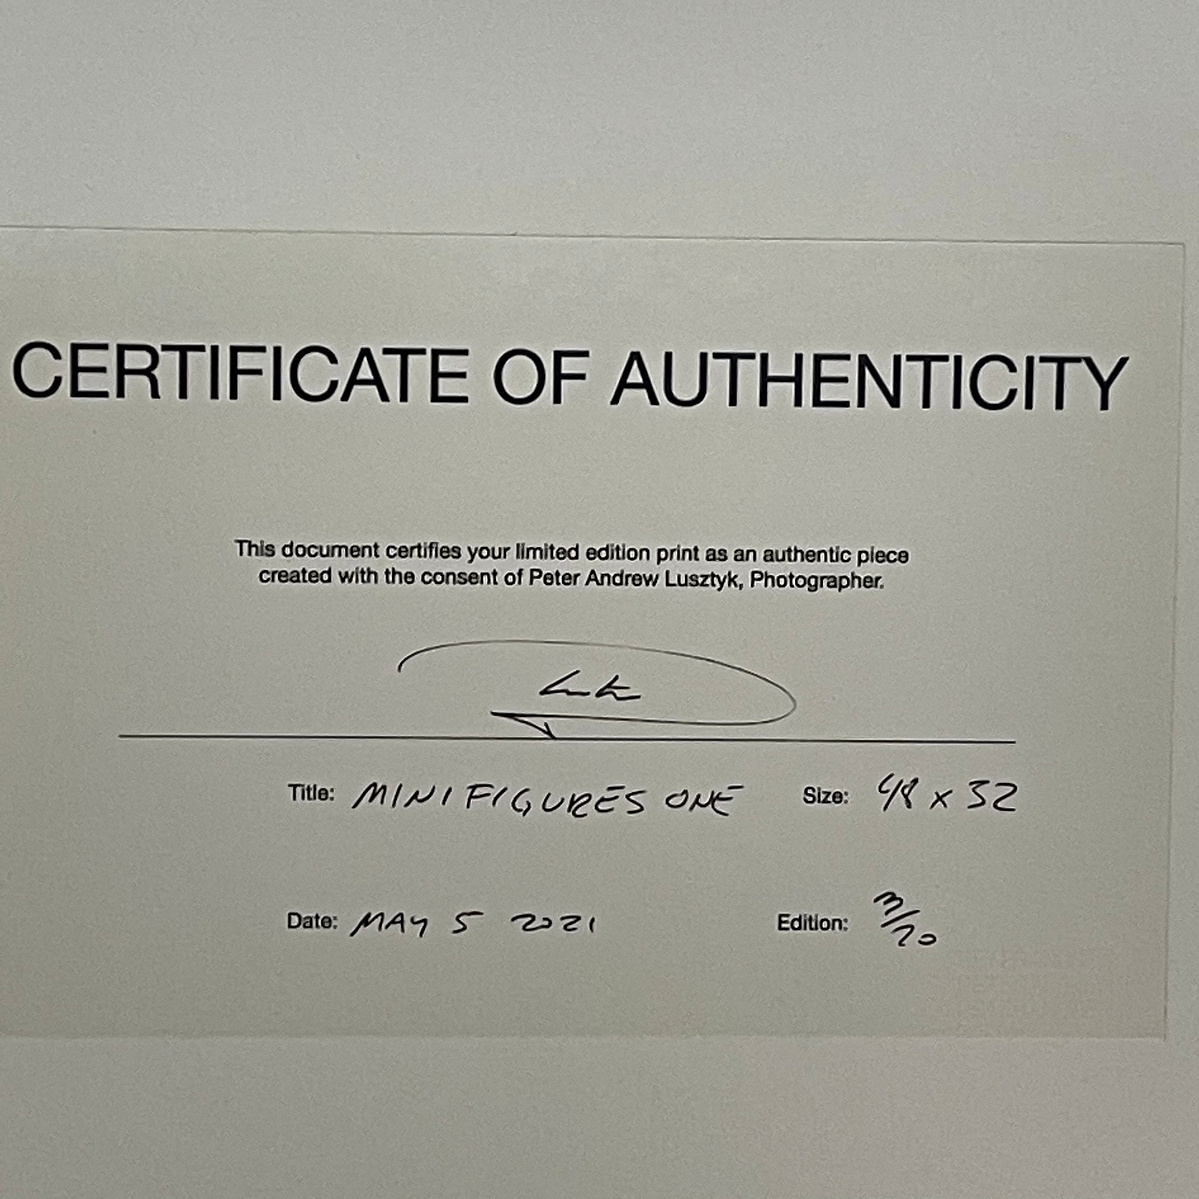 CERTIFICATE OF AUTHENTICITY
This document certifies your limited edition print as an authentic piece
created with the consent of Peter Andrew Lusztyk, Photographer.
Title: MINIFIGURES ONE Size: 48 x 32
Date: MAY 5 2021 Edition: 3/20